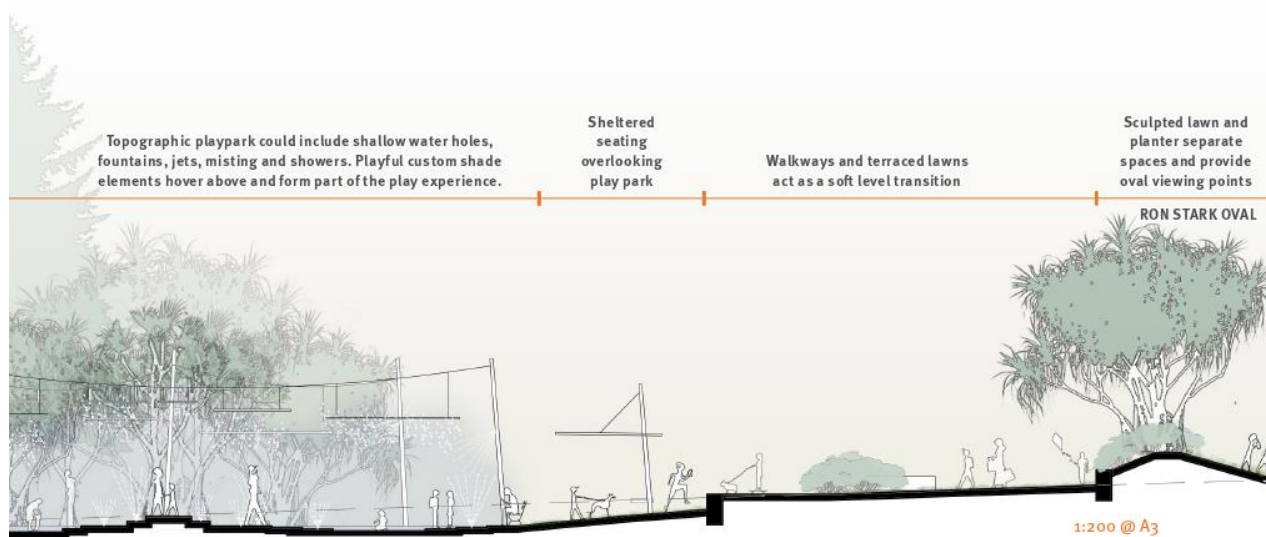 Topographic playpark could include shallow water holes,
fountains, jets, misting and showers. Playful custom shade
elements hover above and form part of the play experience.
Sheltered
seating
overlooking
play park
Walkways and terraced lawns
act as a soft level transition
Sculpted lawn and
planter separate
spaces and provide
oval viewing points
RON STARK OVAL
1:200 @ A3